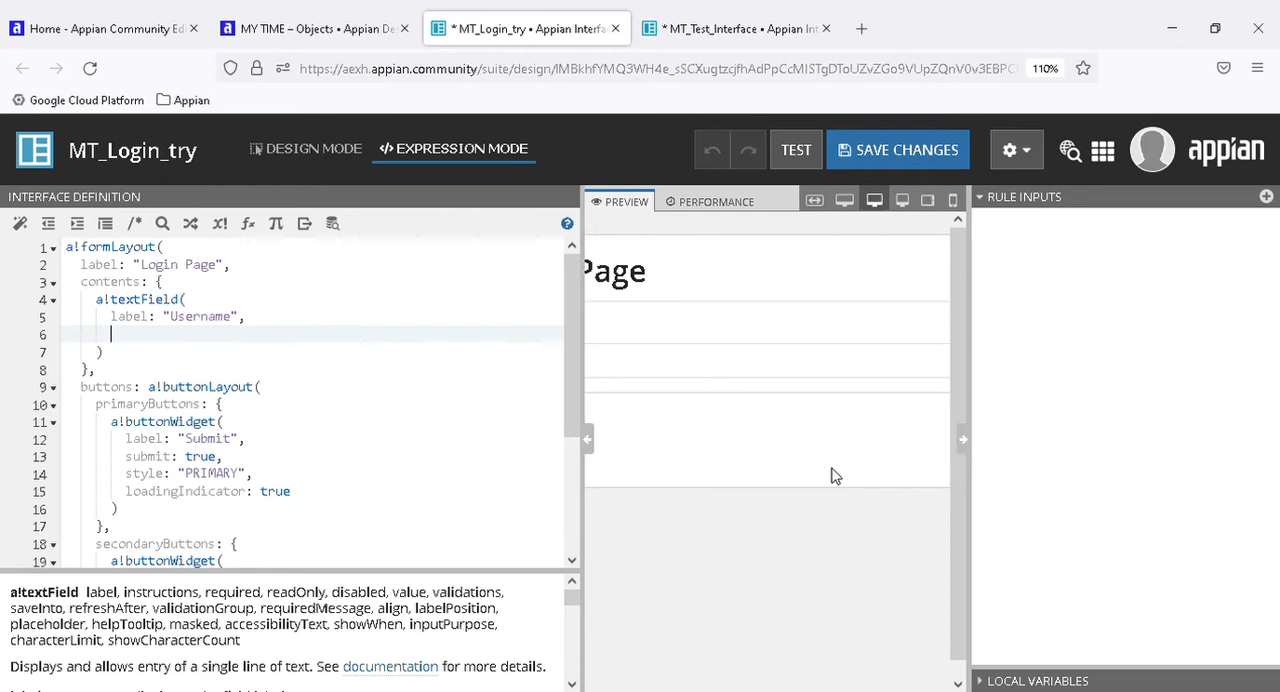 Home - Appian Community Ed
MY TIME – Objects • Appian De
* MT_Login_try • Appian Interfa
* MT_Test_Interface • Appian Int
https://aexh.appian.community/suite/design/
110%
Google Cloud Platform
Appian
MT_Login_try
DESIGN MODE
</> EXPRESSION MODE
TEST
SAVE CHANGES
appian
INTERFACE DEFINITION
PREVIEW
PERFORMANCE
RULE INPUTS
1 a!formLayout(
2 label: "Login Page",
3 contents: {
4 a!textField(
5 label: "Username",
6
7 )
8 },
9 buttons: a!buttonLayout(
10 primaryButtons: {
11 a!buttonWidget(
12 label: "Submit",
13 submit: true,
14 style: "PRIMARY",
15 loadingIndicator: true
16 )
17 },
18 secondaryButtons: {
19 a!buttonWidget(
Page
a!textField label, instructions, required, readOnly, disabled, value, validations,
saveInto, refreshAfter, validationGroup, requiredMessage, align, labelPosition,
placeholder, helpTooltip, masked, accessibilityText, showWhen, inputPurpose,
characterLimit, showCharacterCount
Displays and allows entry of a single line of text. See documentation for more details.
LOCAL VARIABLES